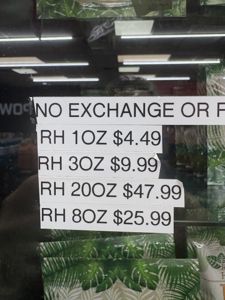 NO EXCHANGE OR
RH 1OZ $4.49
RH 3OZ $9.99
RH 20OZ $47.99
RH 8OZ $25.99